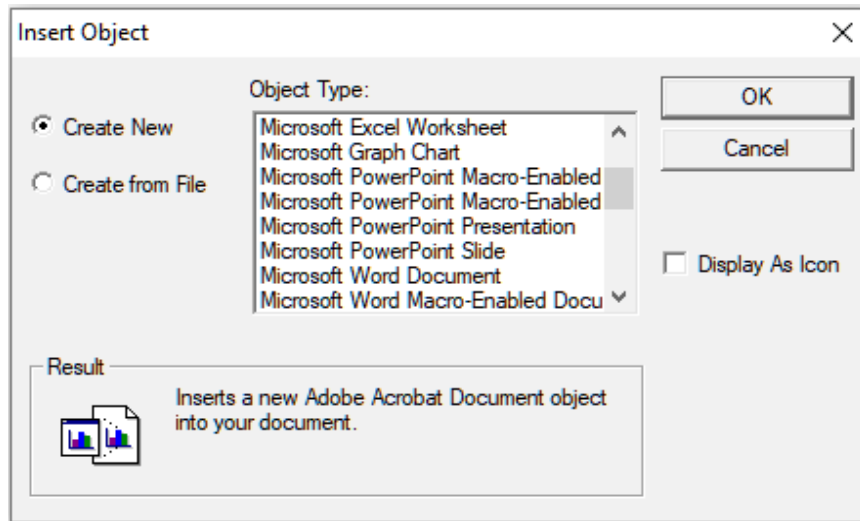 Insert Object
Object Type:
Create New
Create from File
Microsoft Excel Worksheet
Microsoft Graph Chart
Microsoft PowerPoint Macro-Enabled
Microsoft PowerPoint Macro-Enabled
Microsoft PowerPoint Presentation
Microsoft PowerPoint Slide
Microsoft Word Document
Microsoft Word Macro-Enabled Docu
OK
Cancel
Display As Icon
Result
Inserts a new Adobe Acrobat Document object
into your document.